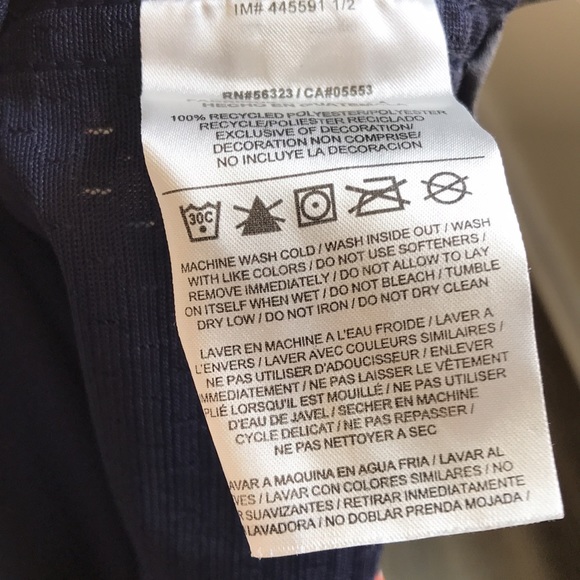 IM# 445591 1/2
RN#56323 / CA#05553
HECHO EN GUATEMALA
100% RECYCLED POLYESTER/POLYESTER
RECYCLE/POLIESTER RECICLADO
EXCLUSIVE OF DECORATION/
DECORATION NON COMPRISE/
NO INCLUYE LA DECORACION
30C
MACHINE WASH COLD / WASH INSIDE OUT / WASH
WITH LIKE COLORS / DO NOT USE SOFTENERS /
REMOVE IMMEDIATELY / DO NOT ALLOW TO LAY
ON ITSELF WHEN WET / DO NOT BLEACH / TUMBLE
DRY LOW / DO NOT IRON / DO NOT DRY CLEAN
LAVER EN MACHINE A L'EAU FROIDE / LAVER A
L'ENVERS / LAVER AVEC COULEURS SIMILAIRES /
NE PAS UTILISER D'ADOUCISSEUR / ENLEVER
IMMEDIATEMENT / NE PAS LAISSER LE VÊTEMENT
PLIÉ LORSQU'IL EST MOUILLÉ / NE PAS UTILISER
D'EAU DE JAVEL / SECHER EN MACHINE
CYCLE DELICAT / NE PAS REPASSER /
NE PAS NETTOYER A SEC
AVAR A MAQUINA EN AGUA FRIA / LAVAR AL
VES / LAVAR CON COLORES SIMILARES / NO
R SUAVIZANTES / RETIRAR INMEDIATAMENTE
LAVADORA / NO DOBLAR PRENDA MOJADA /